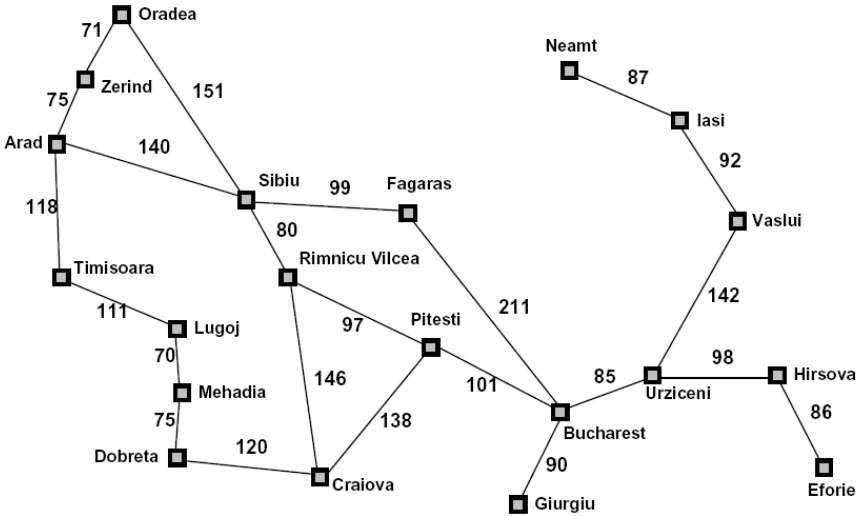 Oradea
71
Neamt
87
Zerind
151
75
Iasi
Arad
140
92
Sibiu
99
Fagaras
118
80
Vaslui
Timisoara
Rimnicu Vilcea
142
211
111
Lugoj
97
Pitesti
70
98
Hirsova
146
101
85
Mehadia
Urziceni
86
75
138
Bucharest
Dobreta
120
90
Craiova
Eforie
Giurgiu